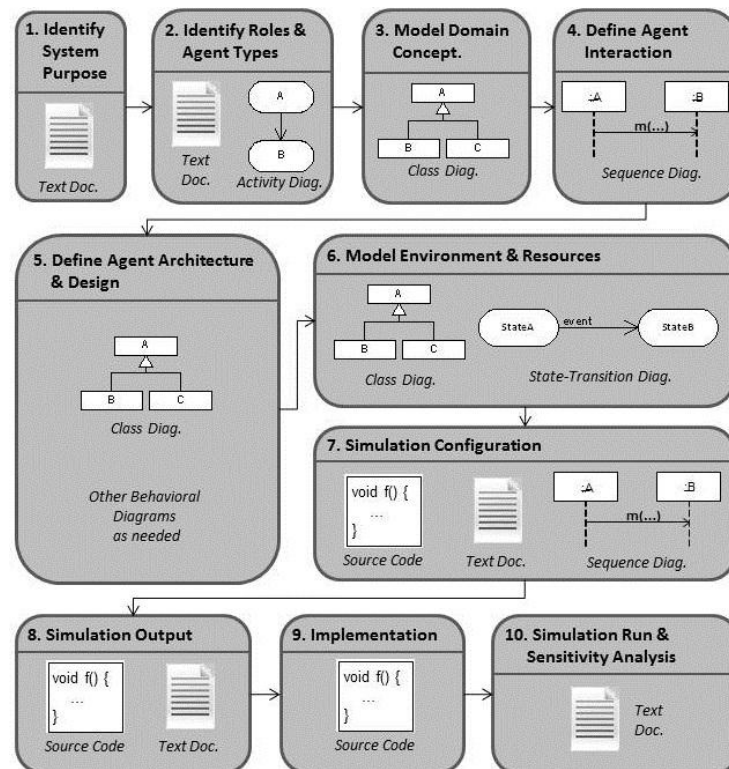 1. Identify
System
Purpose
Text Doc.
2. Identify Roles &
Agent Types
A
B
Text
Doc.
Activity Diag.
3. Model Domain
Concept.
A
B C
Class Diag.
4. Define Agent
Interaction
:A :B
m(...)
Sequence Diag.
5. Define Agent Architecture
& Design
A
B C
Class Diag.
Other Behavioral
Diagrams
as needed
6. Model Environment & Resources
A
B C
Class Diag.
StateA event StateB
State-Transition Diag.
7. Simulation Configuration
void f() {
...
}
Source Code
Text Doc.
:A :B
m(...)
Sequence Diag.
8. Simulation Output
void f() {
...
}
Source Code
Text Doc.
9. Implementation
void f() {
...
}
Source Code
10. Simulation Run &
Sensitivity Analysis
Text
Doc.